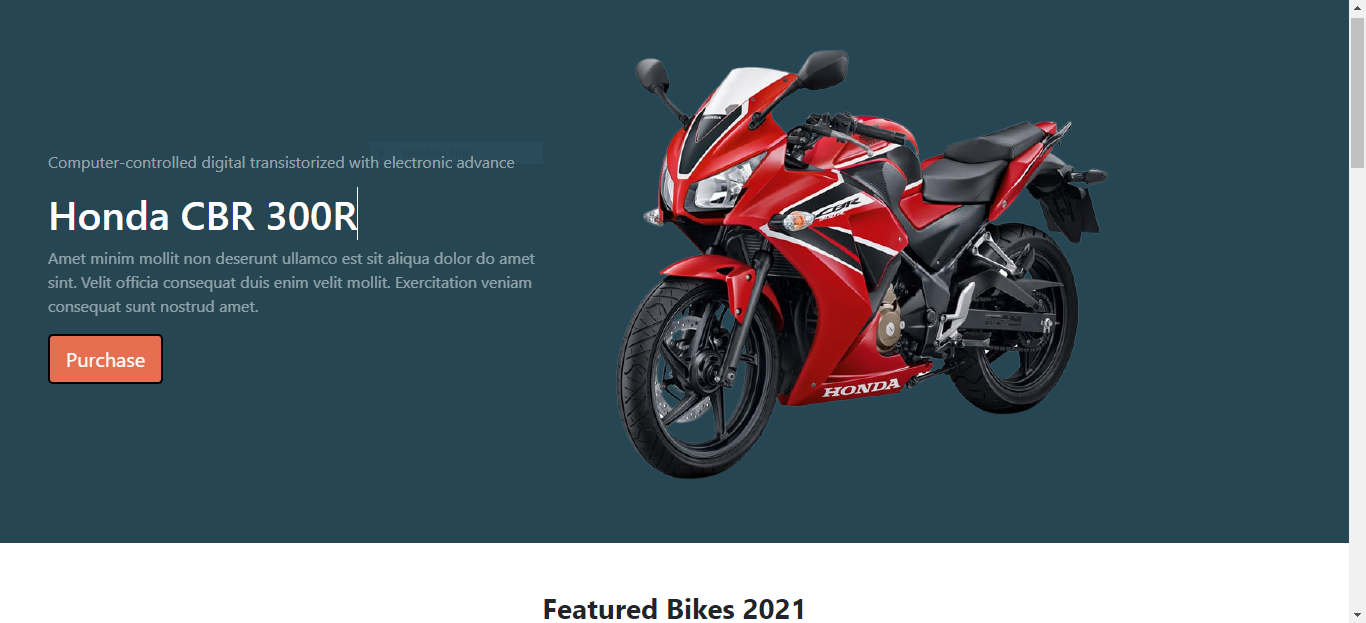 Computer-controlled digital transistorized with electronic advance
Honda CBR 300R
Amet minim mollit non deserunt ullamco est sit aliqua dolor do amet
sint. Velit officia consequat duis enim velit mollit. Exercitation veniam
consequat sunt nostrud amet.
Purchase
HONDA
CBR
300R
HONDA
Featured Bikes 2021